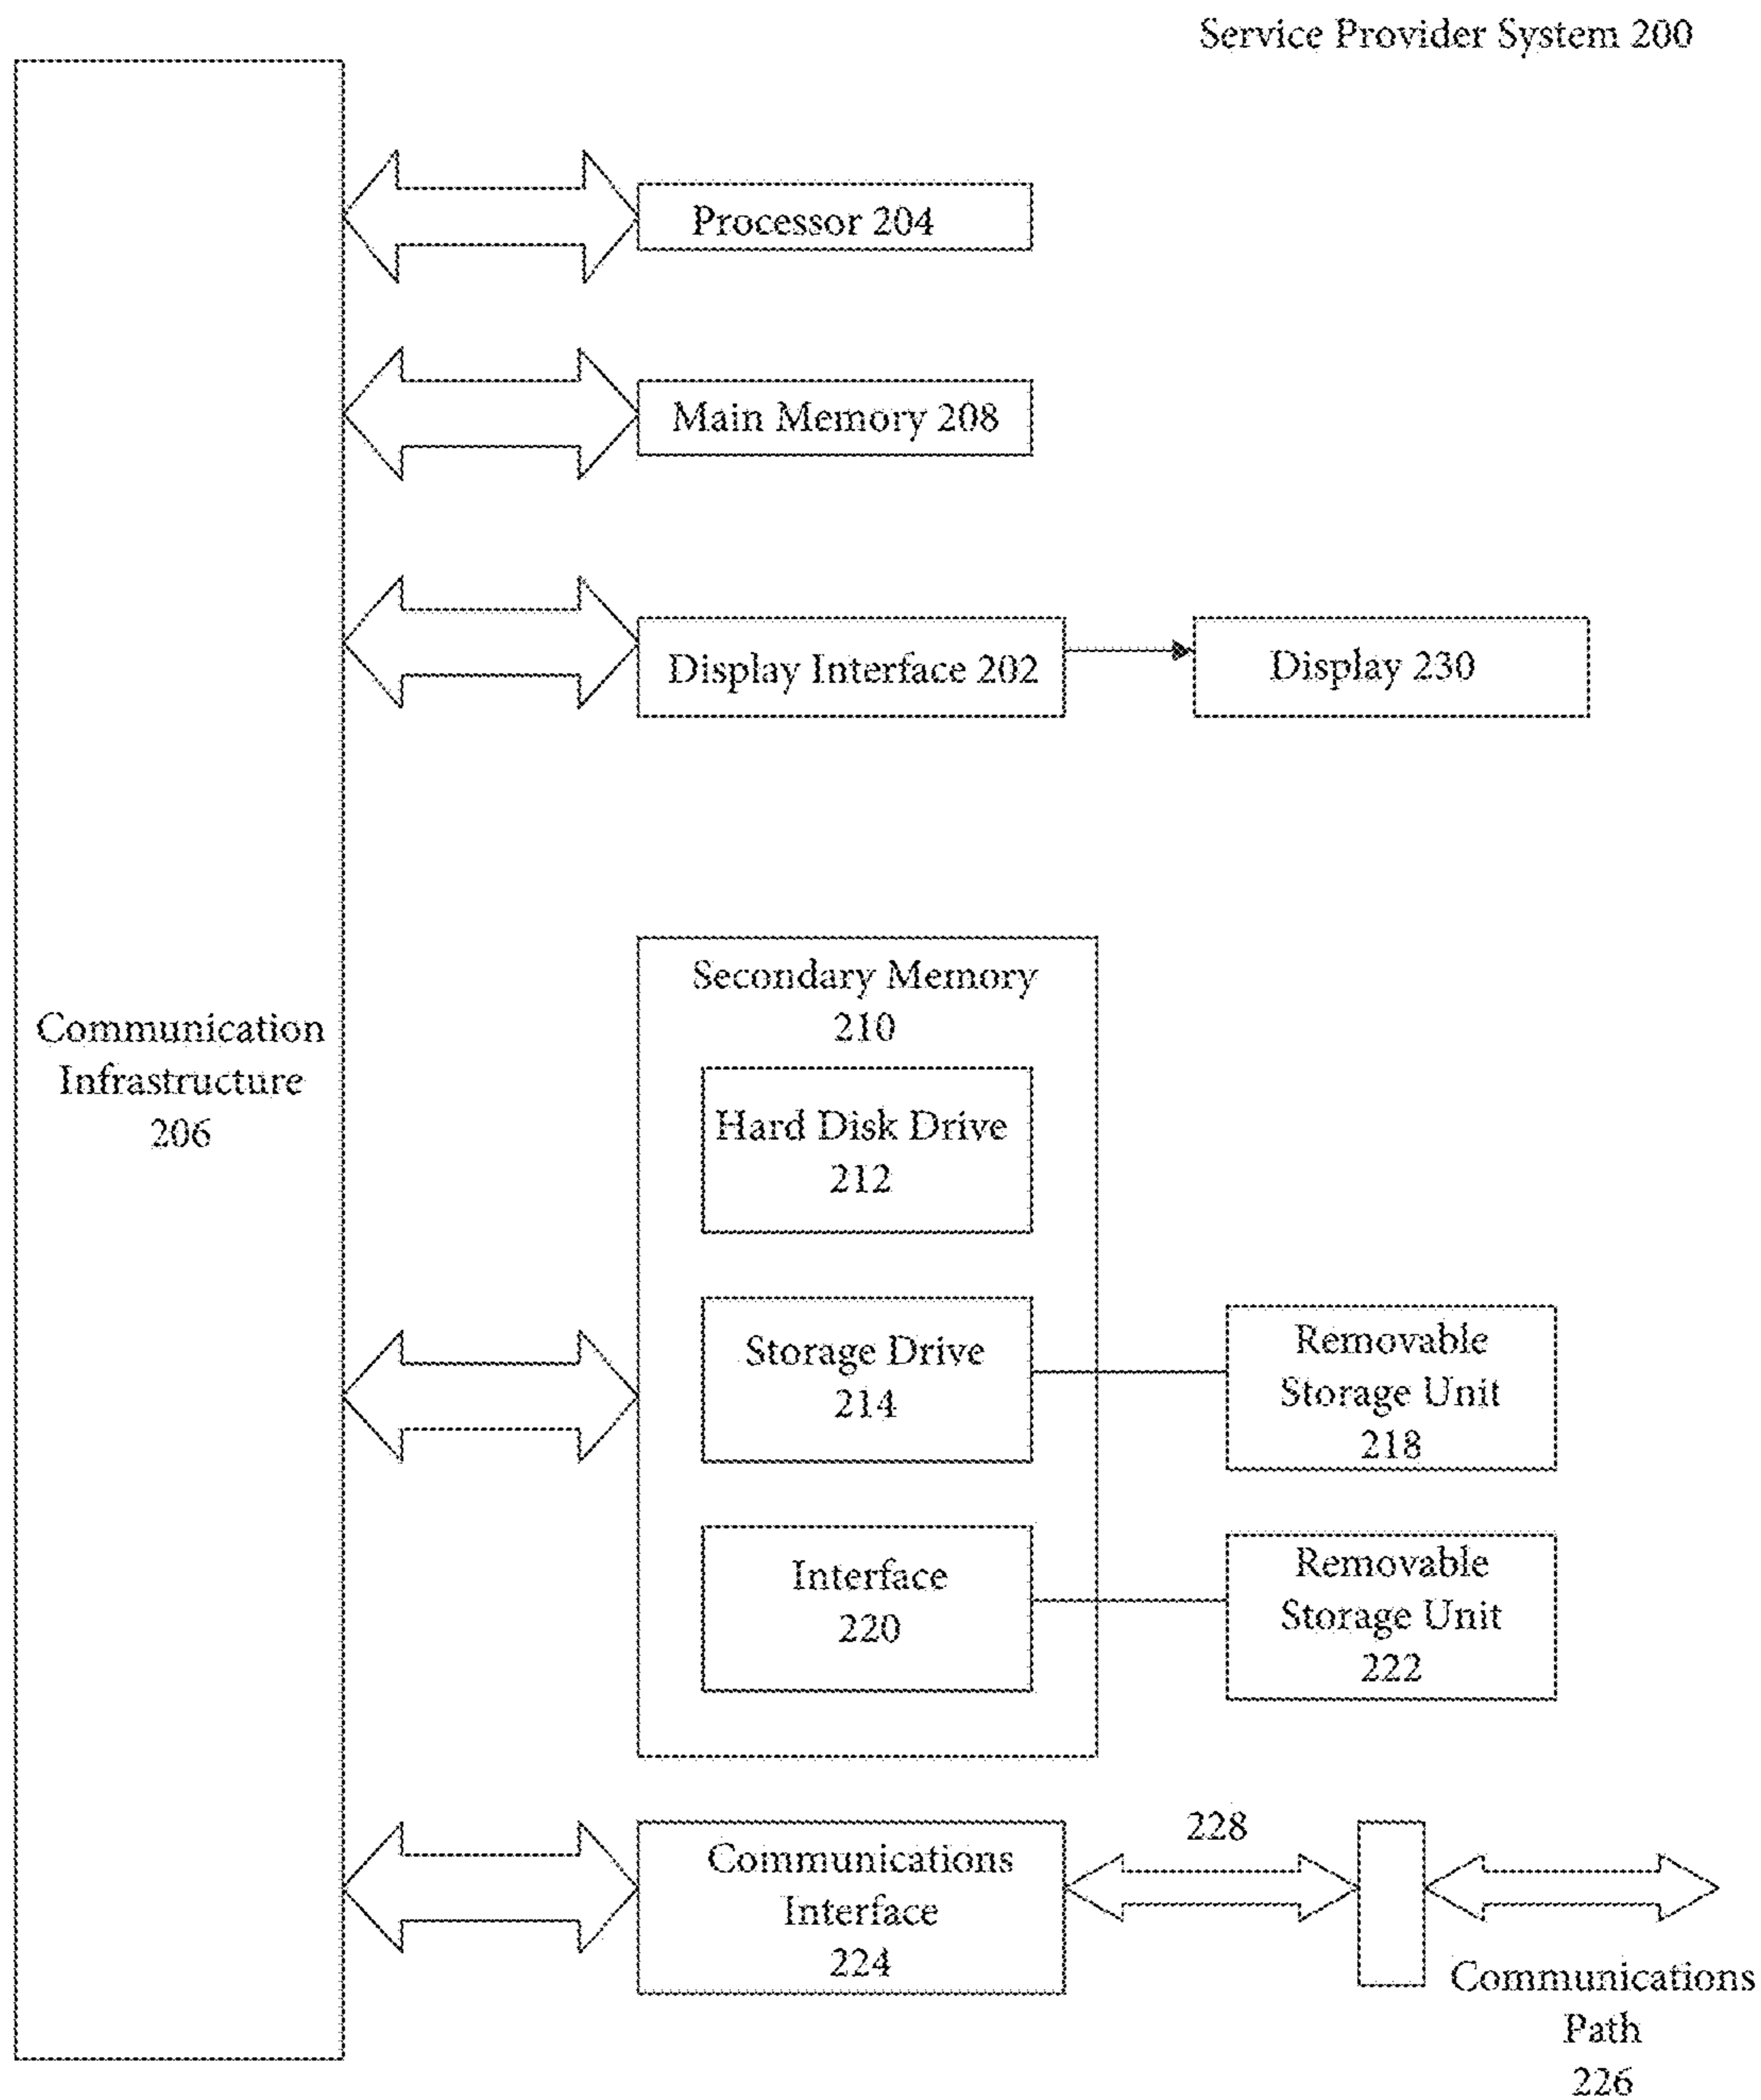 Service Provider System 200
Processor 204
Main Memory 208
Display Interface 202
Display 230
Communication
Infrastructure
206
Secondary Memory
210
Hard Disk Drive
212
Storage Drive
214
Removable
Storage Unit
218
Interface
220
Removable
Storage Unit
222
Communications
Interface
224
228
Communications
Path
226